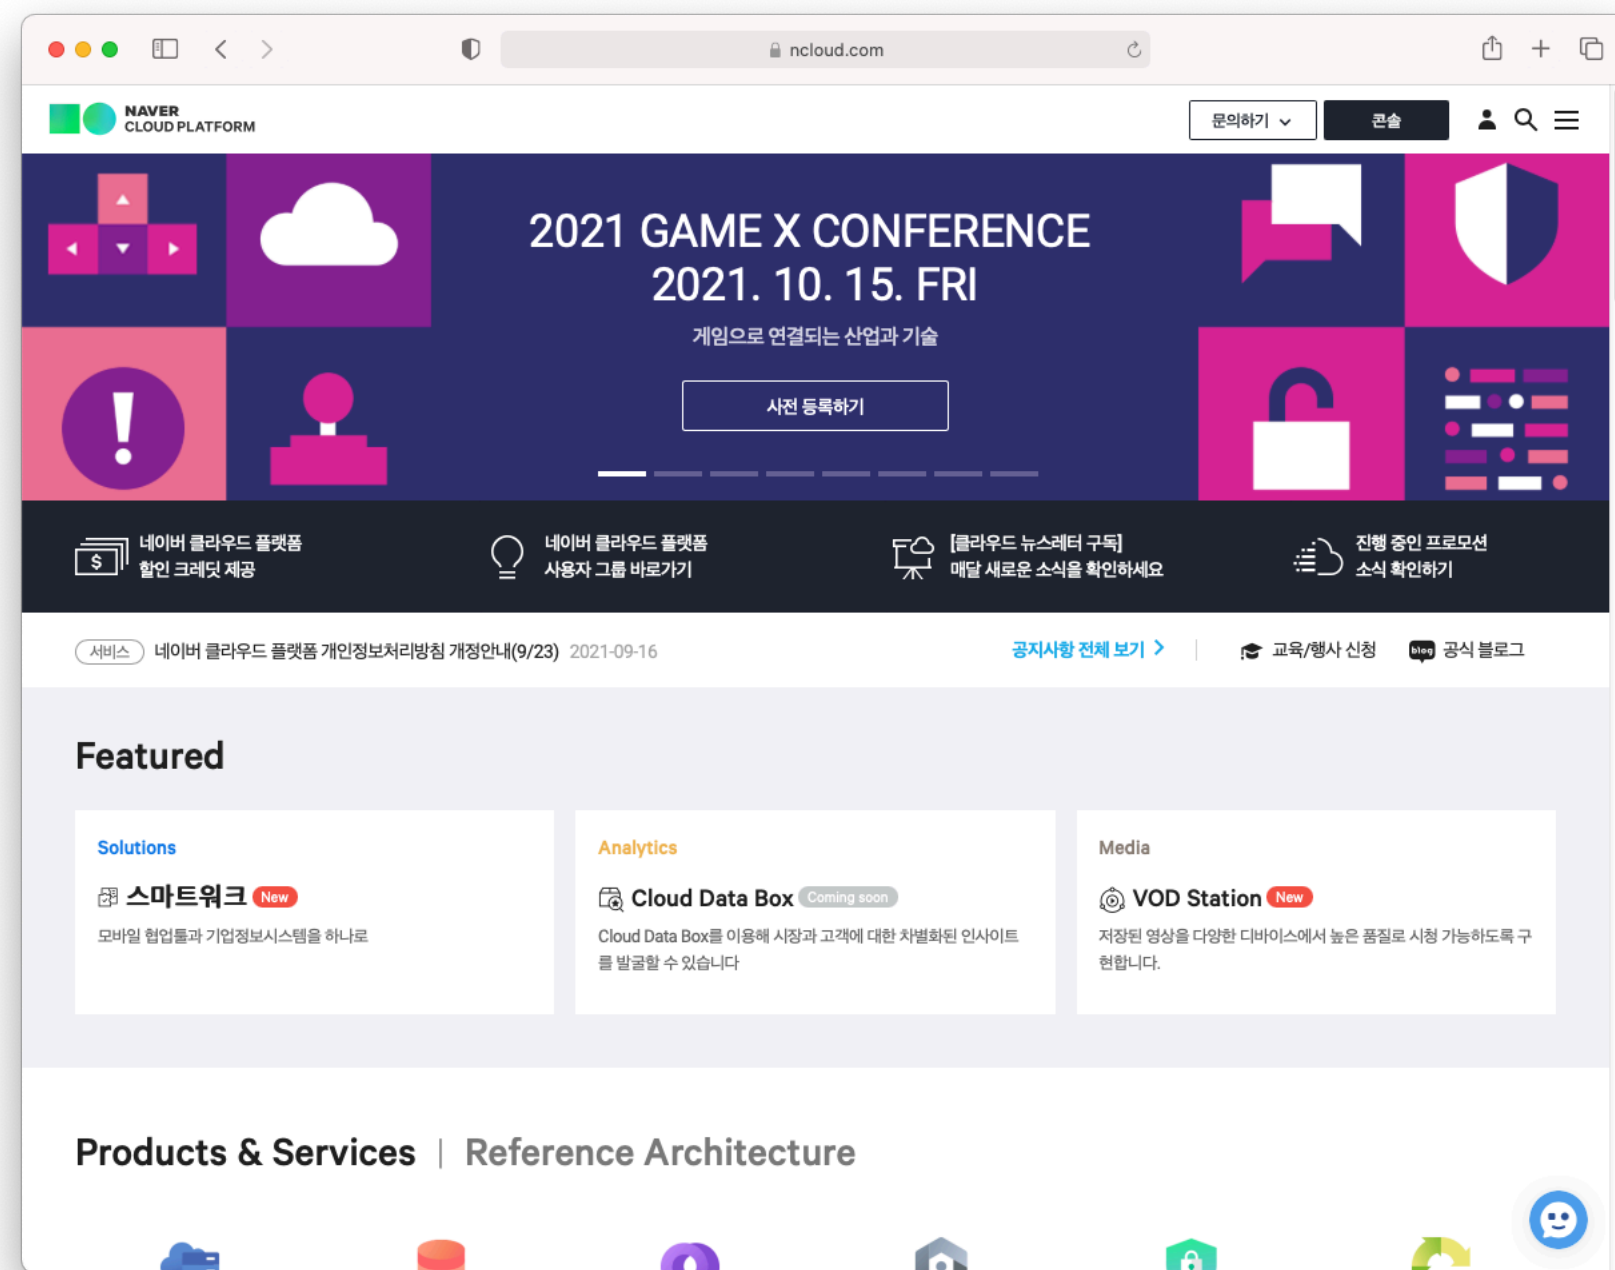 ncloud.com
NAVER
CLOUD PLATFORM
문의하기
콘솔
2021 GAME X CONFERENCE
2021. 10. 15. FRI
게임으로 연결되는 산업과 기술
사전 등록하기
네이버 클라우드 플랫폼
할인 크레딧 제공
네이버 클라우드 플랫폼
사용자 그룹 바로가기
[클라우드 뉴스레터 구독]
매달 새로운 소식을 확인하세요
진행 중인 프로모션
소식 확인하기
서비스 네이버 클라우드 플랫폼 개인정보처리방침 개정안내(9/23) 2021-09-16
공지사항 전체 보기
교육/행사 신청
blog 공식 블로그
Featured
Solutions
스마트워크 New
모바일 협업툴과 기업정보시스템을 하나로
Analytics
Cloud Data Box Coming soon
Cloud Data Box를 이용해 시장과 고객에 대한 차별화된 인사이트
를 발굴할 수 있습니다
Media
VOD Station New
저장된 영상을 다양한 디바이스에서 높은 품질로 시청 가능하도록 구
현합니다.
Products & Services | Reference Architecture